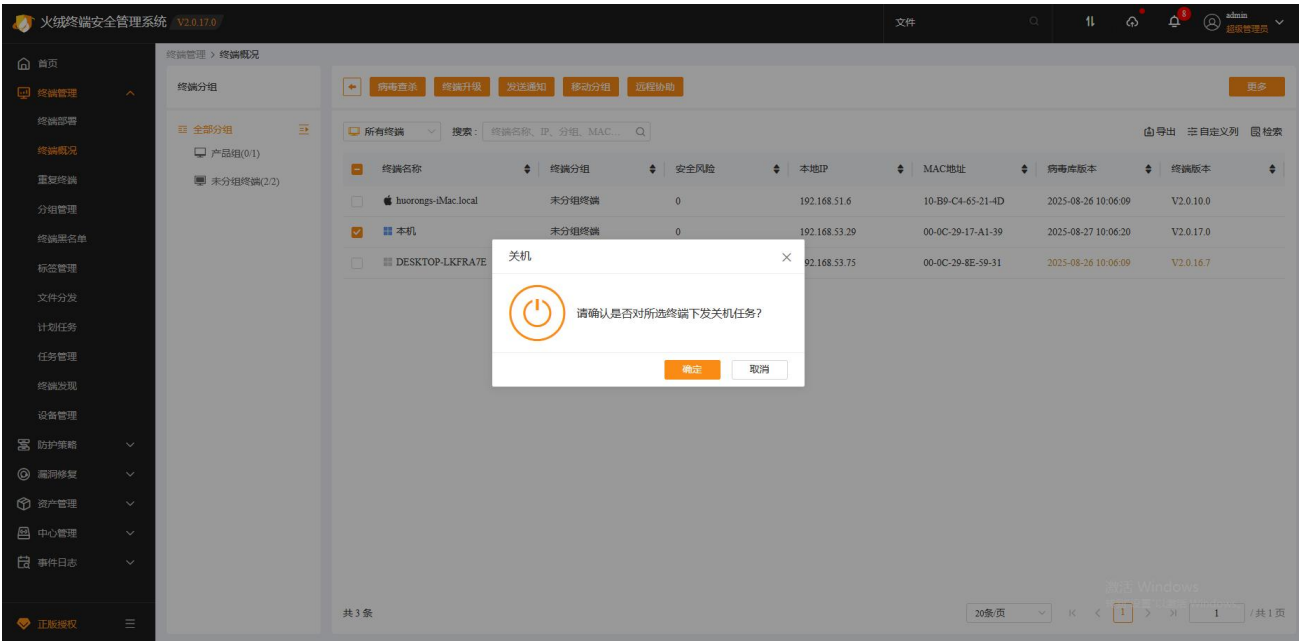 火绒终端安全管理系统 V2.0.17.0
文件
8
admin
超级管理员
首页
终端管理
终端部署
终端概况
重复终端
分组管理
终端黑名单
标签管理
文件分发
计划任务
任务管理
终端发现
设备管理
防护策略
漏洞修复
资产管理
中心管理
事件日志
正版授权
终端管理 > 终端概况
终端分组
全部分组
产品组(0/1)
未分组终端(2/2)
病毒查杀 终端升级 发送通知 移动分组 远程协助 更多
所有终端 搜索: 终端名称、IP、分组、MAC... 导出 自定义列 检索
终端名称 终端分组 安全风险 本地IP MAC地址 病毒库版本 终端版本
huorongs-iMac.local 未分组终端 0 192.168.51.6 10-B9-C4-65-21-4D 2025-08-26 10:06:09 V2.0.10.0
本机 未分组终端 0 192.168.53.29 00-0C-29-17-A1-39 2025-08-27 10:06:20 V2.0.17.0
DESKTOP-LKFRA7E 92.168.53.75 00-0C-29-8E-59-31 2025-08-26 10:06:09 V2.0.16.7
关机
请确认是否对所选终端下发关机任务?
确定 取消
激活 Windows
共 3 条 20条/页 1 1 / 共 1 页